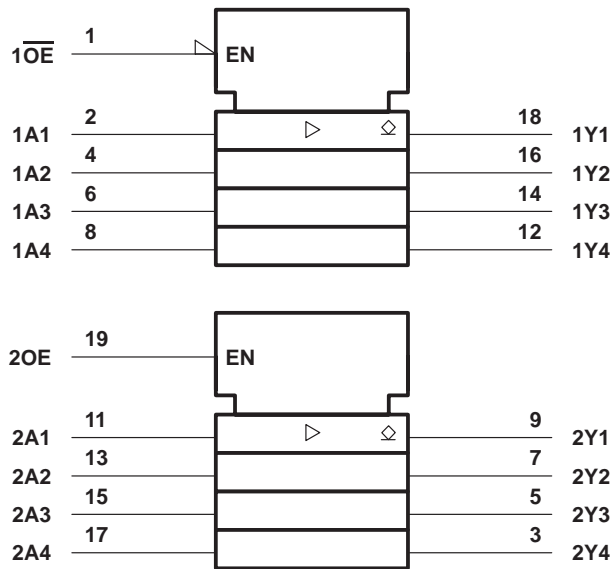 1O̅E̅ 1 EN
1A1 2 18 1Y1
1A2 4 16 1Y2
1A3 6 14 1Y3
1A4 8 12 1Y4
2OE 19 EN
2A1 11 9 2Y1
2A2 13 7 2Y2
2A3 15 5 2Y3
2A4 17 3 2Y4